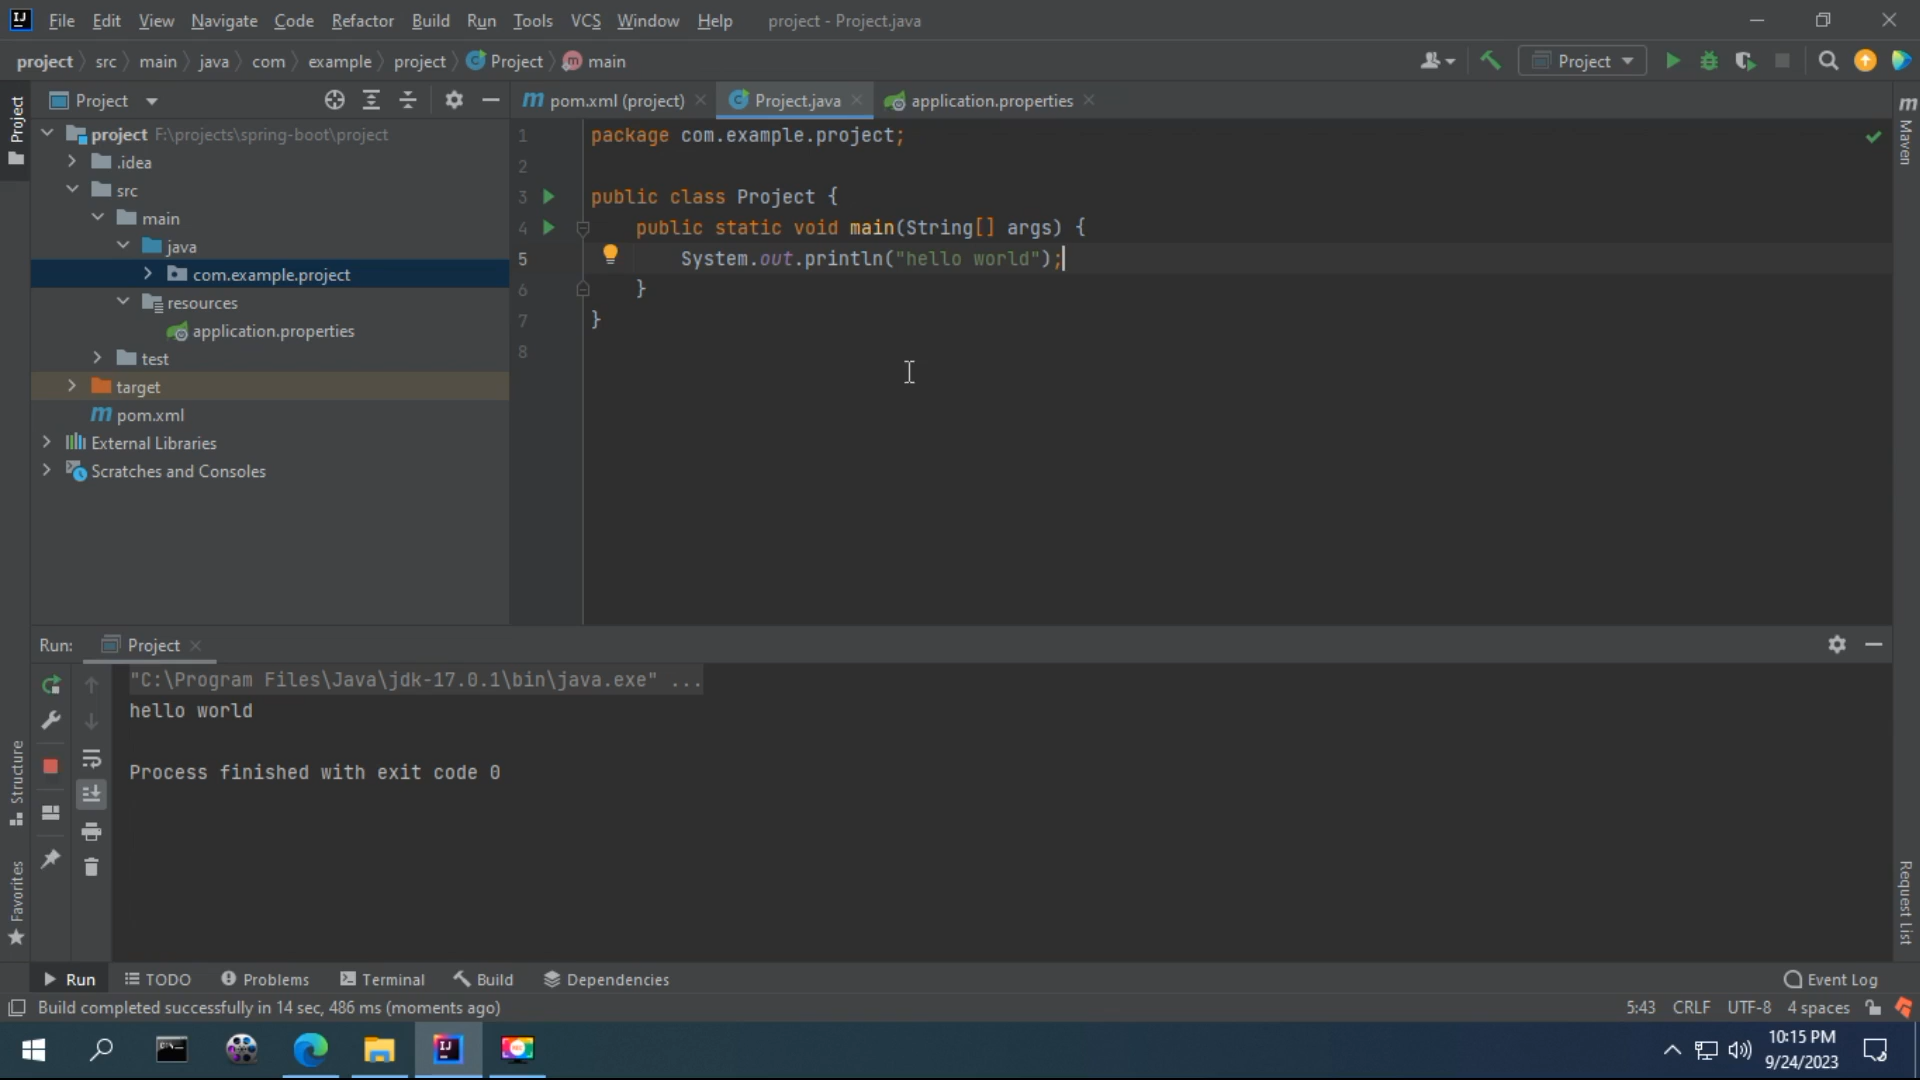 File Edit View Navigate Code Refactor Build Run Tools VCS Window Help project - Project.java
project src main java com example project Project main Project
Project pom.xml (project) Project.java application.properties
project F:\projects\spring-boot\project
.idea
src
main
java
com.example.project
resources
application.properties
test
target
pom.xml
External Libraries
Scratches and Consoles
1 package com.example.project;
2
3 public class Project {
4 public static void main(String[] args) {
5 System.out.println("hello world");
6 }
7 }
8
Project
Structure
Favorites
Maven
Request List
Run: Project
"C:\Program Files\Java\jdk-17.0.1\bin\java.exe" ...
hello world
Process finished with exit code 0
Run TODO Problems Terminal Build Dependencies Event Log
Build completed successfully in 14 sec, 486 ms (moments ago) 5:43 CRLF UTF-8 4 spaces
10:15 PM
9/24/2023